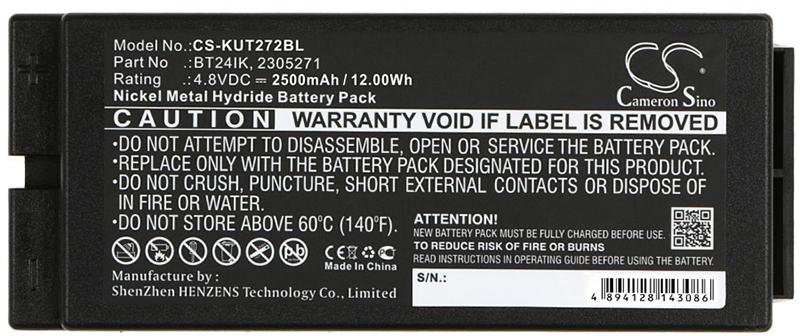 Model No.:CS-KUT272BL
P/N :BT24IK, 2305271
Rating :4.8VDC ⎓ 2500mAh / 12.00Wh
Nickel Metal Hydride Battery Pack
CS
Cameron Sino
CAUTION WARRANTY VOID IF LABEL IS REMOVED
•DO NOT ATTEMPT TO DISASSEMBLE, OPEN OR SERVICE THE BATTERY PACK.
•REPLACE ONLY WITH THE BATTERY PACK DESIGNATED FOR THIS PRODUCT.
•DO NOT CRUSH, PUNCTURE, SHORT EXTERNAL CONTACTS OR DISPOSE OF
IN FIRE OR WATER.
•DO NOT STORE ABOVE 60°C (140°F).
ATTENTION!
NEW BATTERY PACK MUST BE FULLY CHARGED BEFORE USE
TO REDUCE RISK OF FIRE OR BURNS
READ INTSTRUCTIONS IN OPERATING GUIDE BEFORE USING BATTERY PACK
CE
Made In China
Manufactured by :
ShenZhen HENZENS Technology Co., Limited
S/N.:
4 894128 143086